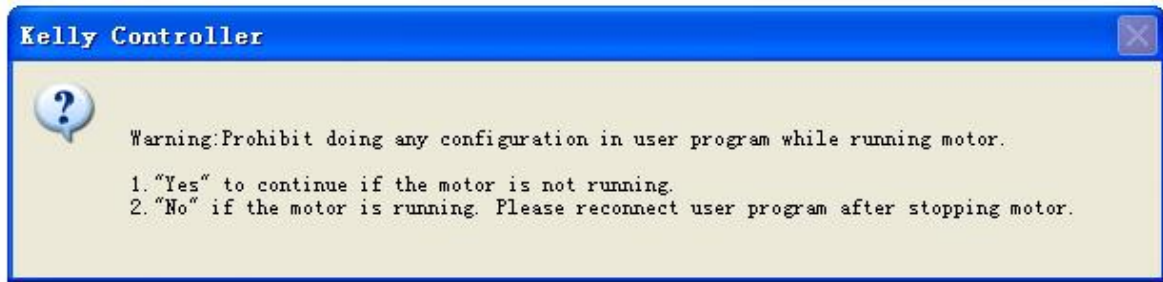 Kelly Controller
Warning:Prohibit doing any configuration in user program while running motor.
1."Yes" to continue if the motor is not running.
2."No" if the motor is running. Please reconnect user program after stopping motor.